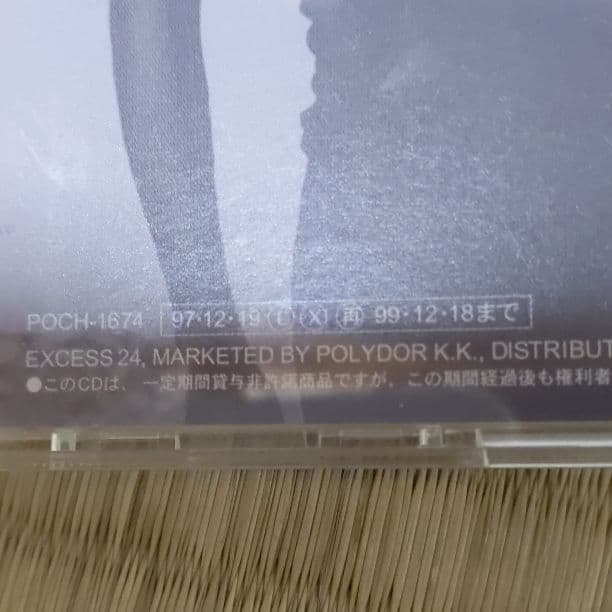 POCH-1674 97·12·19 (L) (X) 再 99·12·18まで
EXCESS 24, MARKETED BY POLYDOR K.K., DISTRIBUT
●このCDは、一定期間貸与非許諾商品ですが、この期間経過後も権利者